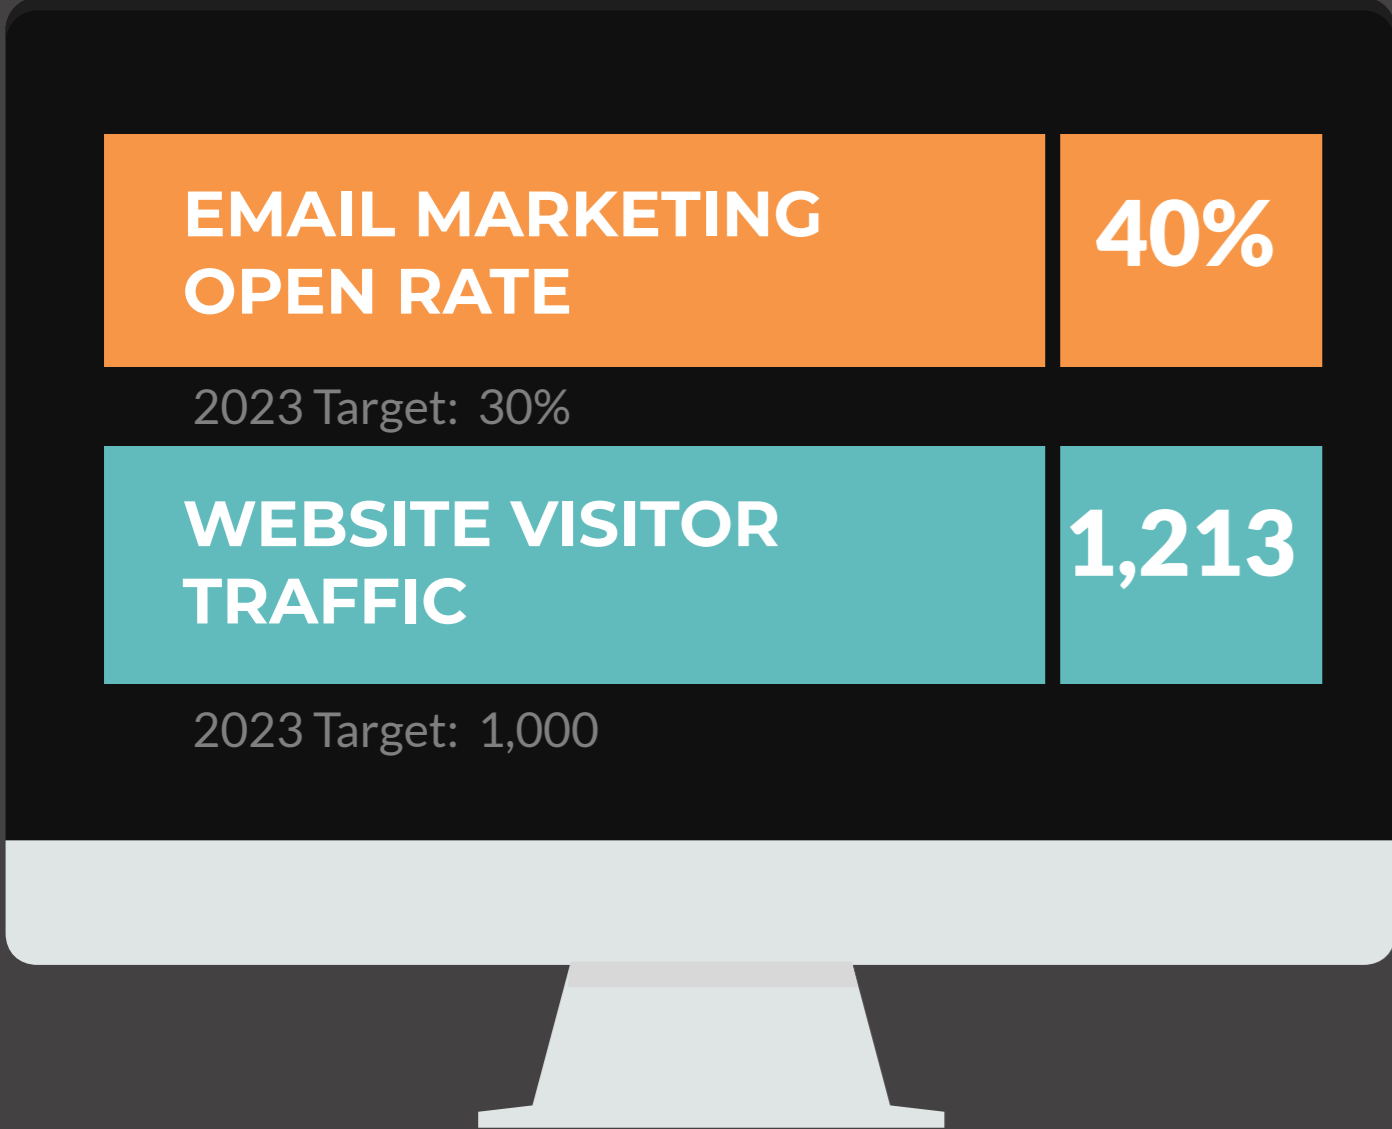 EMAIL MARKETING
OPEN RATE
40%
2023 Target: 30%
WEBSITE VISITOR
TRAFFIC
1,213
2023 Target: 1,000